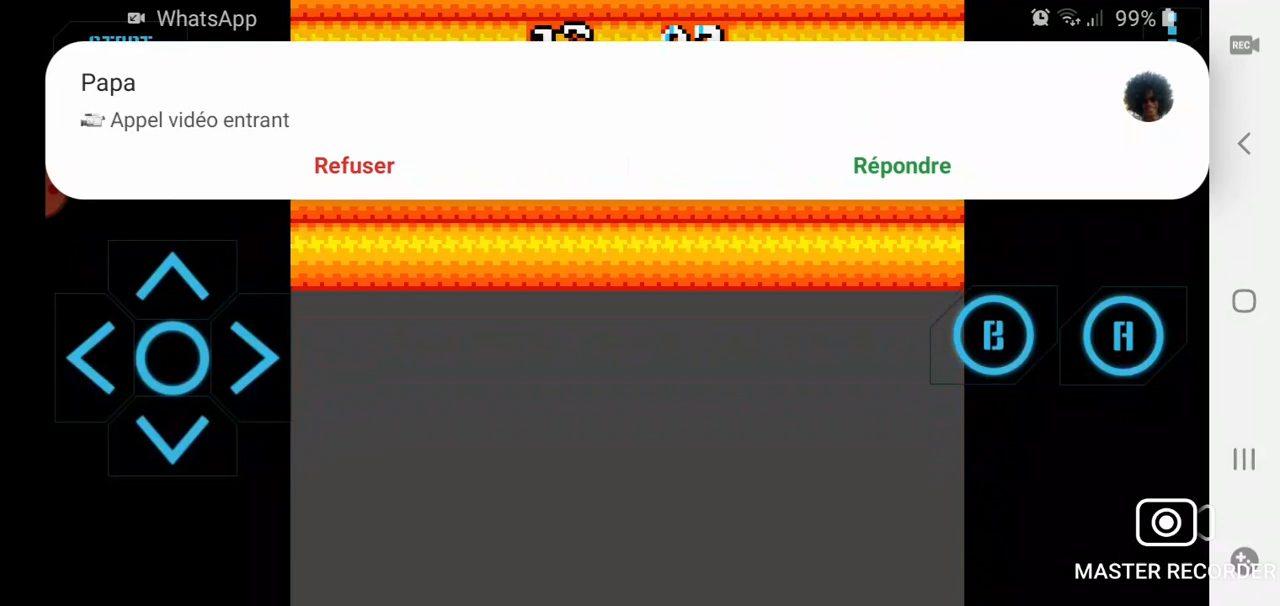 WhatsApp
99%
REC
Papa
Appel vidéo entrant
Refuser
Répondre
B
A
MASTER RECORDER